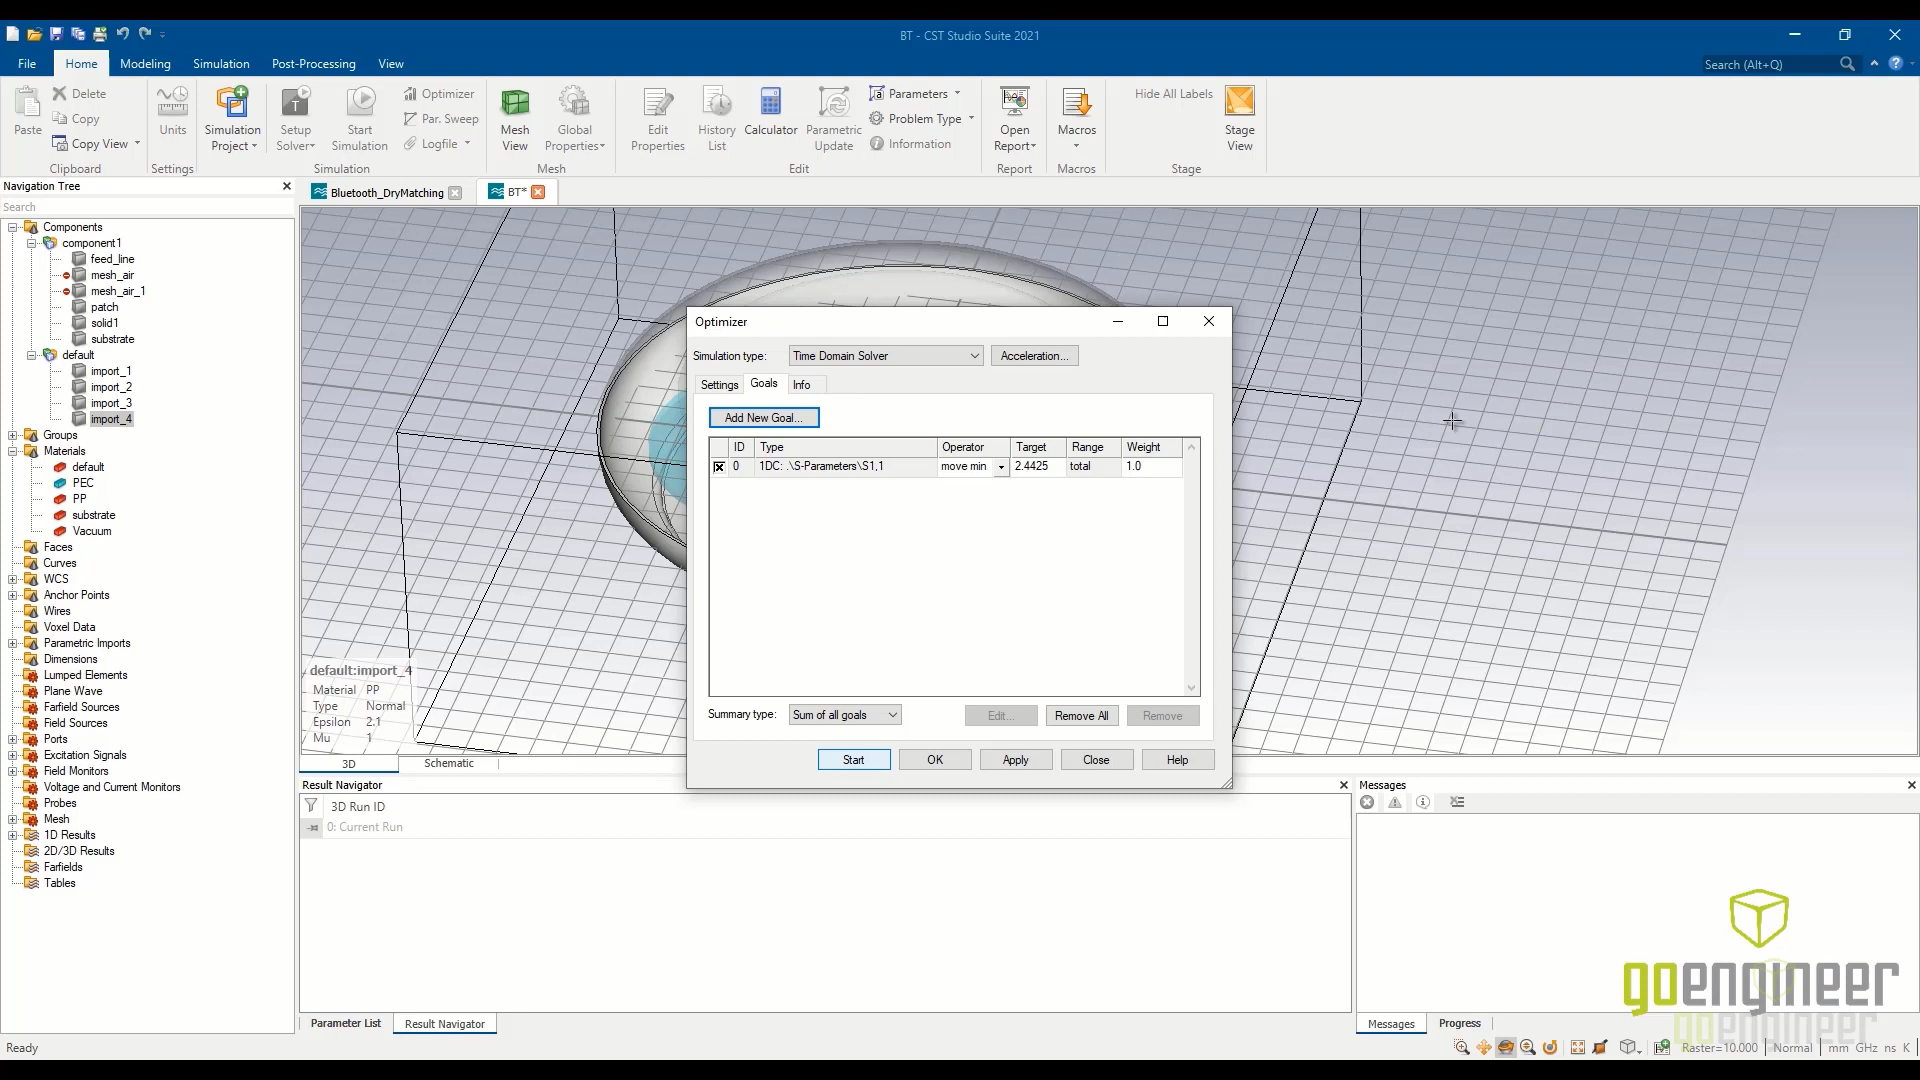 BT - CST Studio Suite 2021
File Home Modeling Simulation Post-Processing View Search (Alt+Q)
Paste
Delete
Copy
Copy View
Clipboard
Units
Settings
Simulation Project
Setup Solver
Start Simulation
Optimizer
Par. Sweep
Logfile
Simulation
Mesh View
Global Properties
Mesh
Edit Properties
History List
Calculator
Parametric Update
Parameters
Problem Type
Information
Edit
Open Report
Report
Macros
Macros
Hide All Labels
Stage View
Stage
Navigation Tree
Search
Components
component1
feed_line
mesh_air
mesh_air_1
patch
solid1
substrate
default
import_1
import_2
import_3
import_4
Groups
Materials
default
PEC
PP
substrate
Vacuum
Faces
Curves
WCS
Anchor Points
Wires
Voxel Data
Parametric Imports
Dimensions
Lumped Elements
Plane Wave
Farfield Sources
Field Sources
Ports
Excitation Signals
Field Monitors
Voltage and Current Monitors
Probes
Mesh
1D Results
2D/3D Results
Farfields
Tables
Bluetooth_DryMatching
BT*
default:import_4
Material PP
Type Normal
Epsilon 2.1
Mu 1
3D Schematic
Optimizer
Simulation type: Time Domain Solver Acceleration...
Settings Goals Info
Add New Goal...
ID Type Operator Target Range Weight
0 1DC: .\S-Parameters\S1,1 move min 2.4425 total 1.0
Summary type: Sum of all goals Edit... Remove All Remove
Start OK Apply Close Help
Result Navigator
3D Run ID
0: Current Run
Parameter List Result Navigator
Messages
Messages Progress
goengineer
goengineer
Ready
Raster=10.000 Normal mm GHz ns K